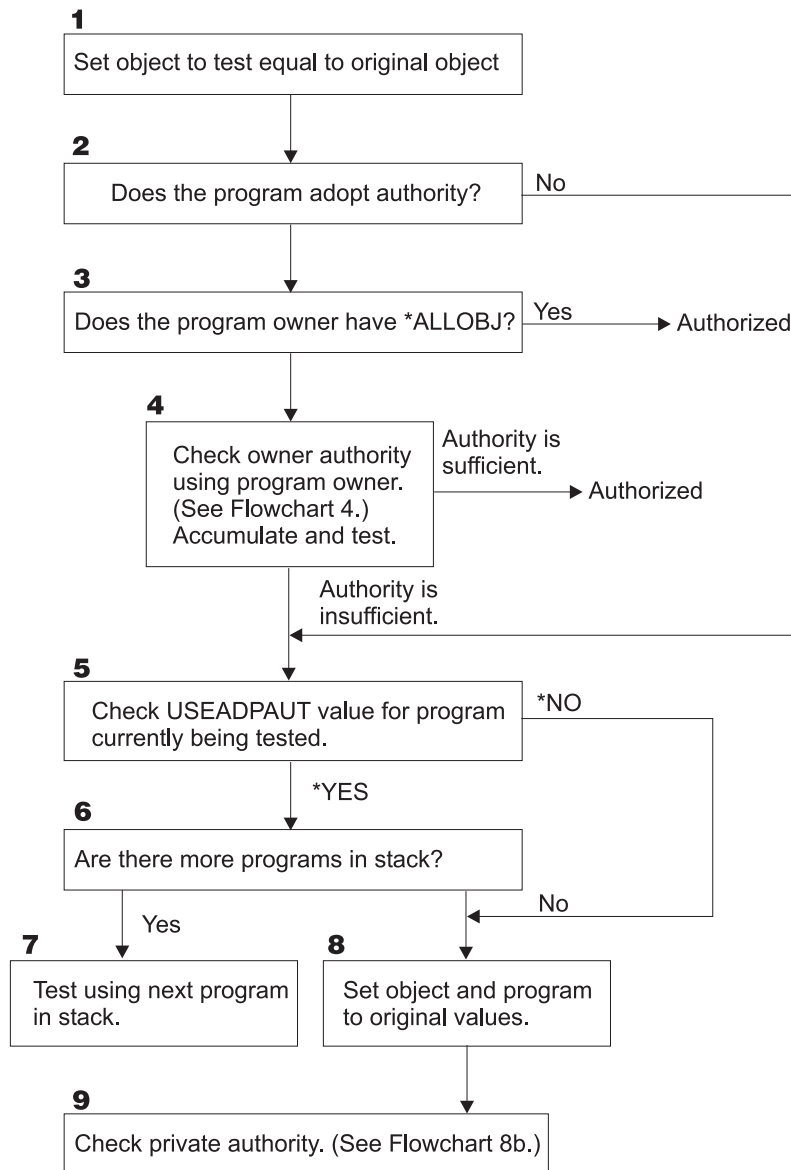 1
Set object to test equal to original object
2
Does the program adopt authority?
No
3
Does the program owner have *ALLOBJ?
Yes
Authorized
4
Check owner authority
using program owner.
(See Flowchart 4.)
Accumulate and test.
Authority is
sufficient.
Authorized
Authority is
insufficient.
5
Check USEADPAUT value for program
currently being tested.
*NO
*YES
6
Are there more programs in stack?
Yes
No
7
Test using next program
in stack.
8
Set object and program
to original values.
9
Check private authority. (See Flowchart 8b.)